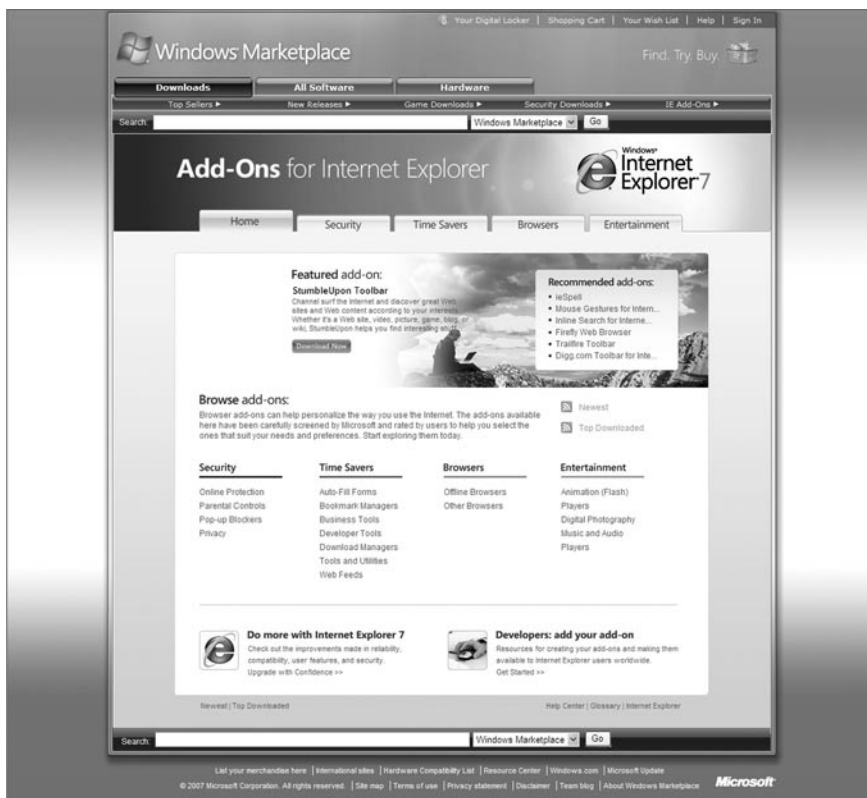 Your Digital Locker | Shopping Cart | Your Wish List | Help | Sign In
Windows Marketplace
Find. Try. Buy.
Downloads All Software Hardware
Top Sellers New Releases Game Downloads Security Downloads IE Add-Ons
Search: Windows Marketplace Go
Add-Ons for Internet Explorer
Windows
Internet
Explorer 7
Home Security Time Savers Browsers Entertainment
Featured add-on:
StumbleUpon Toolbar
Channel surf the Internet and discover great Web
sites and Web content according to your interests.
Whether it's a Web site, video, picture, game, blog, or
wiki, StumbleUpon helps you find interesting stuff.
Download Now
Recommended add-ons:
• ieSpell
• Mouse Gestures for Intern...
• Inline Search for Interne...
• Firefly Web Browser
• Trailfire Toolbar
• Digg.com Toolbar for Inte...
Browse add-ons:
Browser add-ons can help personalize the way you use the Internet. The add-ons available
here have been carefully screened by Microsoft and rated by users to help you select the
ones that suit your needs and preferences. Start exploring them today.
Newest
Top Downloaded
Security
Online Protection
Parental Controls
Pop-up Blockers
Privacy
Time Savers
Auto-Fill Forms
Bookmark Managers
Business Tools
Developer Tools
Download Managers
Tools and Utilities
Web Feeds
Browsers
Offline Browsers
Other Browsers
Entertainment
Animation (Flash)
Players
Digital Photography
Music and Audio
Players
Do more with Internet Explorer 7
Check out the improvements made in reliability,
compatibility, user features, and security.
Upgrade with Confidence >>
Developers: add your add-on
Resources for creating your add-ons and making them
available to Internet Explorer users worldwide.
Get Started >>
Newest | Top Downloaded
Help Center | Glossary | Internet Explorer
Search: Windows Marketplace Go
List your merchandise here | International sites | Hardware Compatibility List | Resource Center | Windows.com | Microsoft Update
© 2007 Microsoft Corporation. All rights reserved. | Site map | Terms of use | Privacy statement | Disclaimer | Team blog | About Windows Marketplace
Microsoft